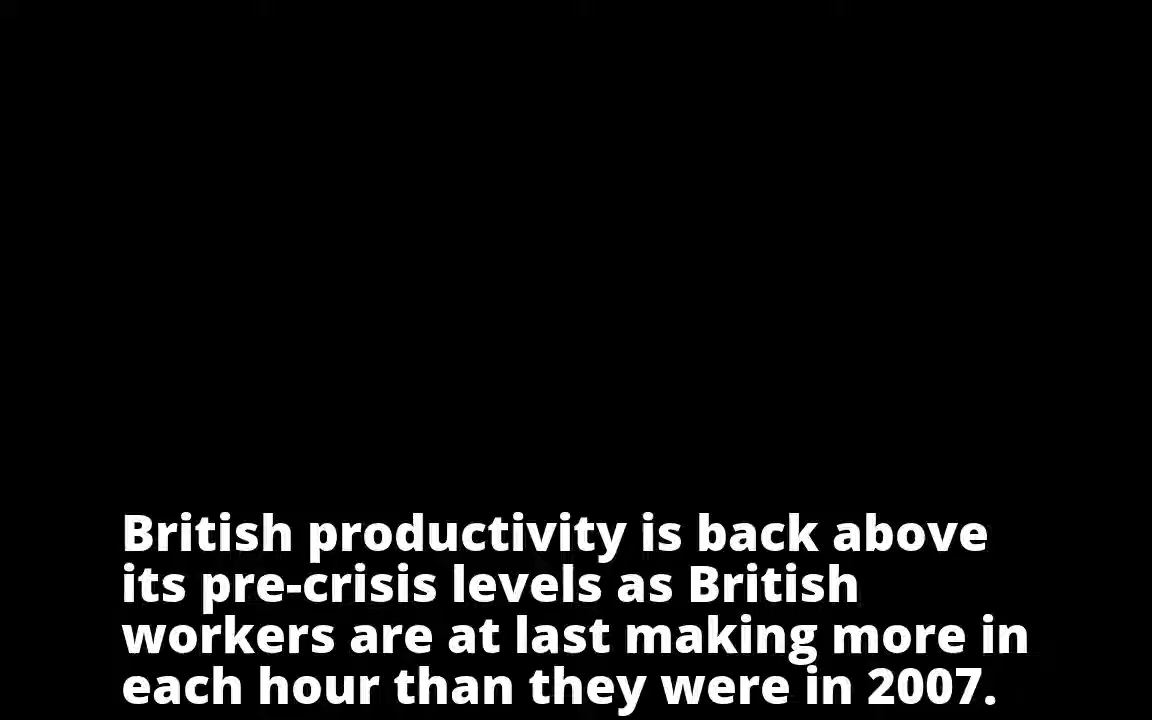 British productivity is back above
its pre-crisis levels as British
workers are at last making more in
each hour than they were in 2007.